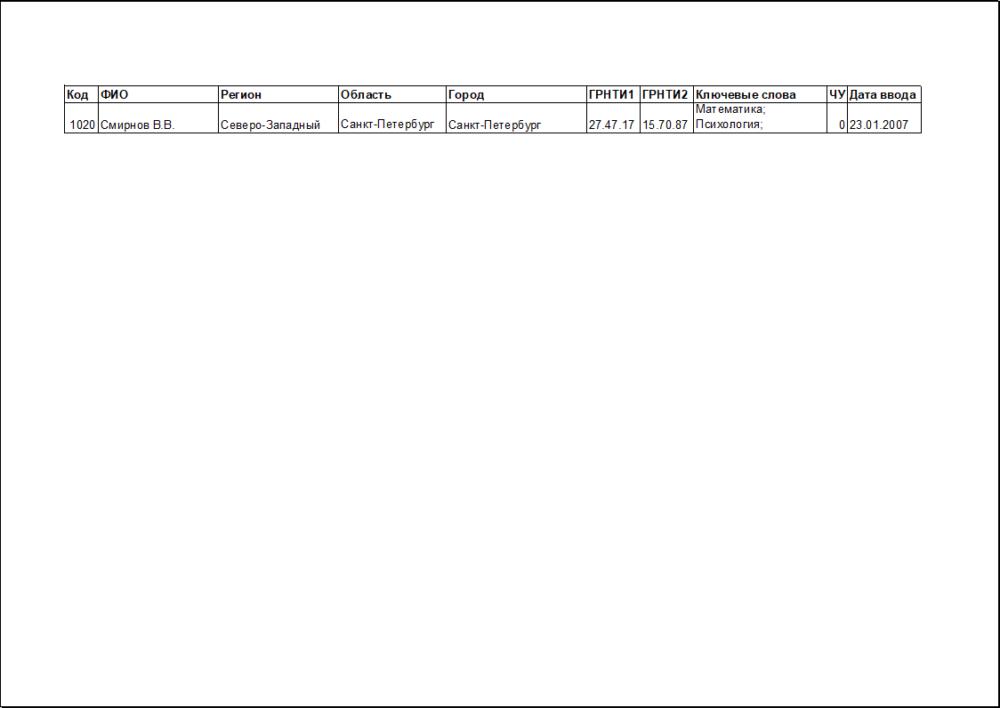 Код ФИО Регион Область Город ГРНТИ1 ГРНТИ2 Ключевые слова ЧУ Дата ввода
Математика;
1020 Смирнов В.В. Северо-Западный Санкт-Петербург Санкт-Петербург 27.47.17 15.70.87 Психология; 0 23.01.2007